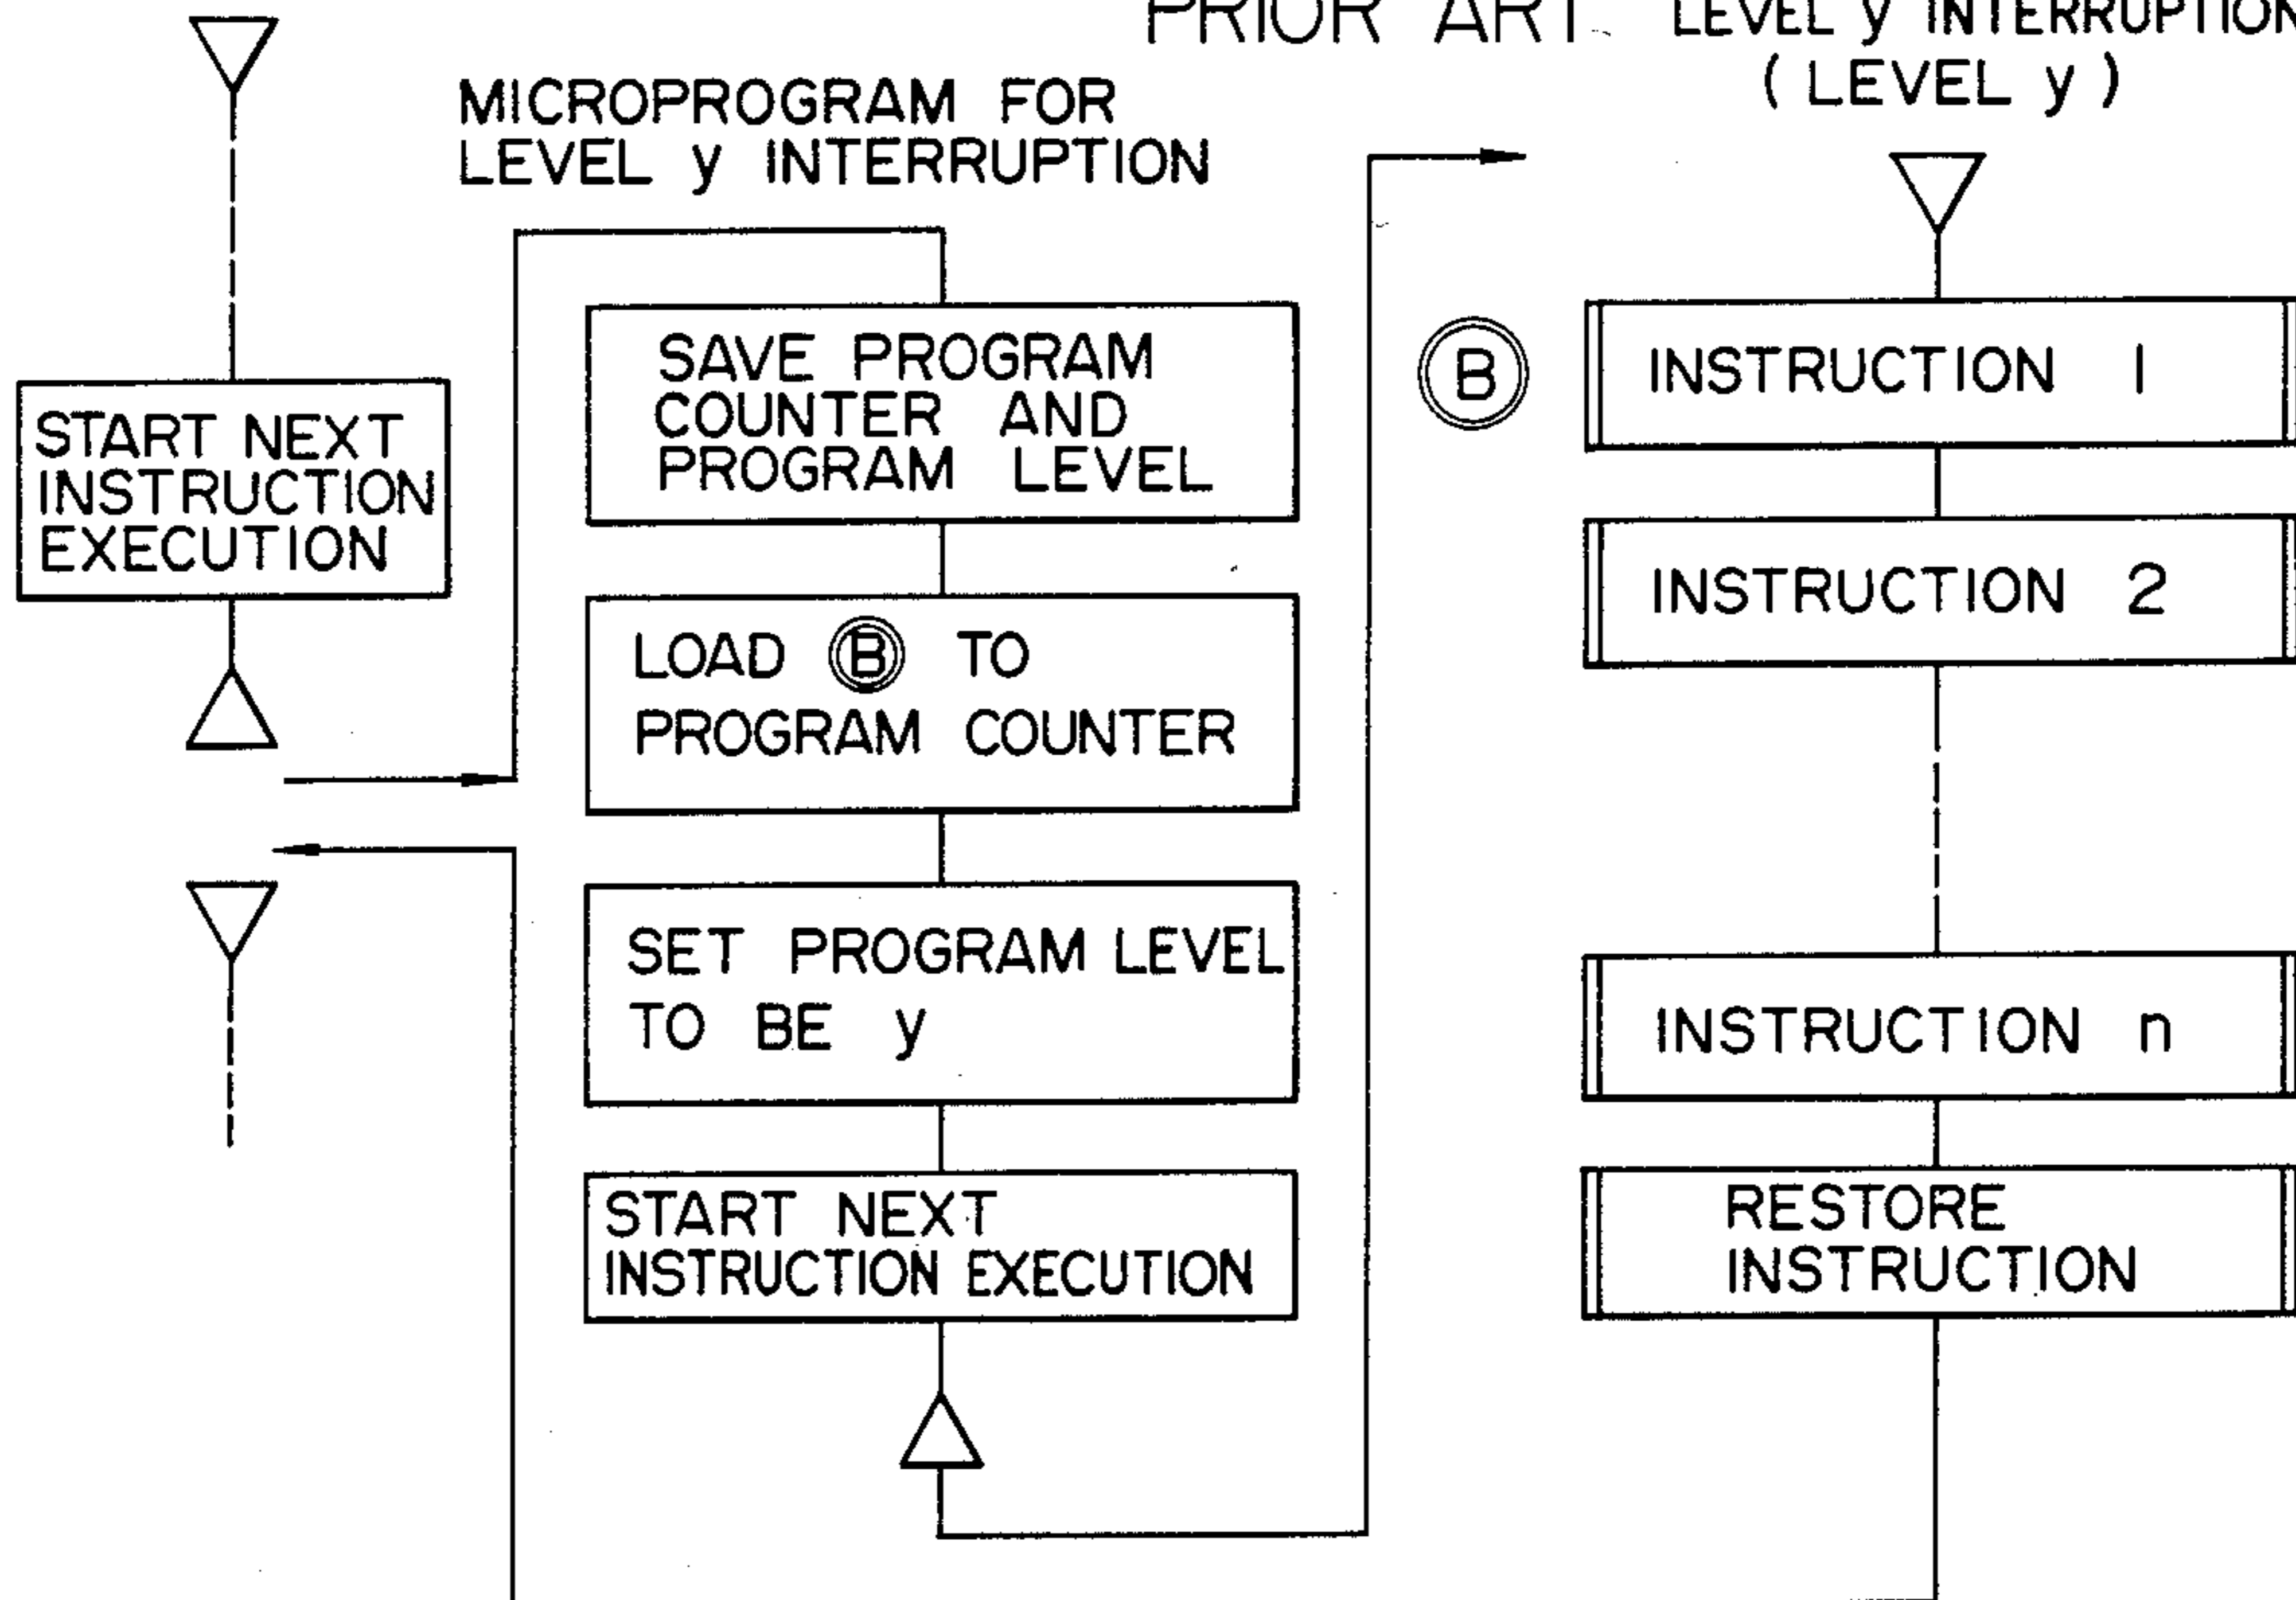 PRIOR ART
LEVEL y INTERRUPTION
( LEVEL y )
MICROPROGRAM FOR
LEVEL y INTERRUPTION
START NEXT
INSTRUCTION
EXECUTION
SAVE PROGRAM
COUNTER AND
PROGRAM LEVEL
LOAD B TO
PROGRAM COUNTER
SET PROGRAM LEVEL
TO BE y
START NEXT
INSTRUCTION EXECUTION
B
INSTRUCTION 1
INSTRUCTION 2
INSTRUCTION n
RESTORE
INSTRUCTION